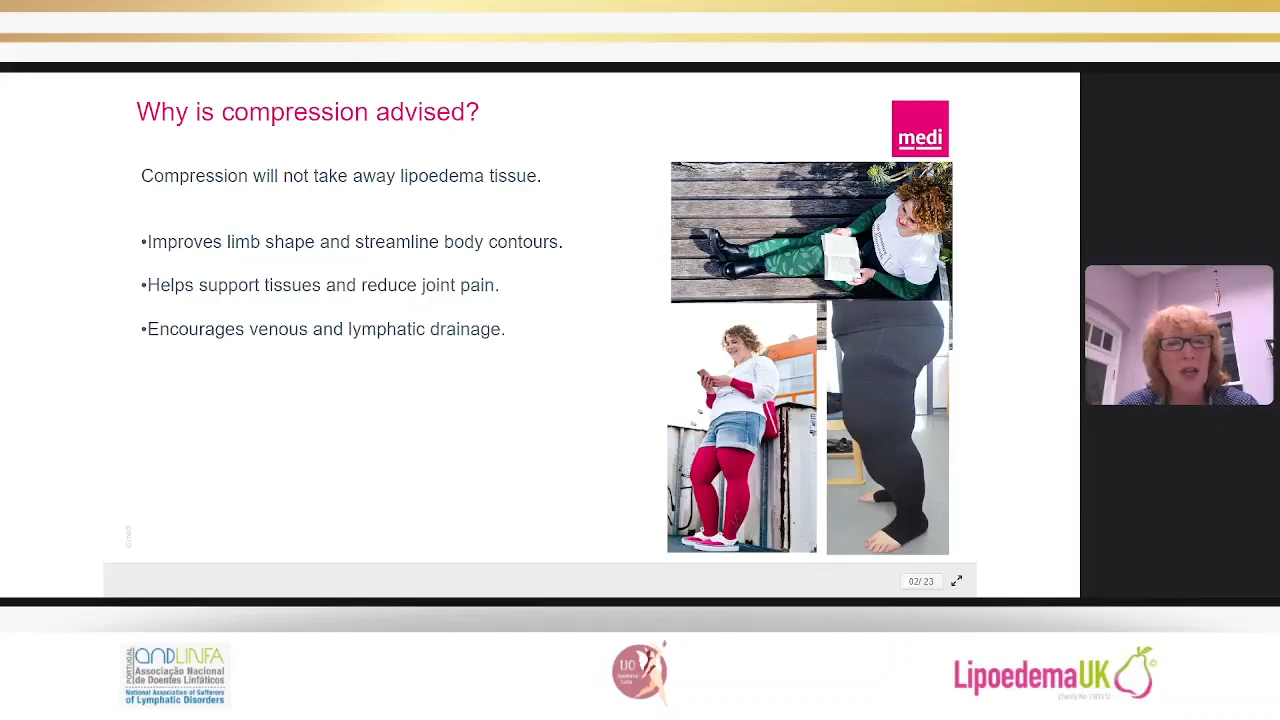 Why is compression advised?
medi
Compression will not take away lipoedema tissue.
•Improves limb shape and streamline body contours.
•Helps support tissues and reduce joint pain.
•Encourages venous and lymphatic drainage.
© medi
02/ 23
PORTUGAL
ANDLINFA
Associação Nacional
de Doentes Linfáticos
National Association of Sufferers
of Lymphatic Disorders
LipoedemaUK